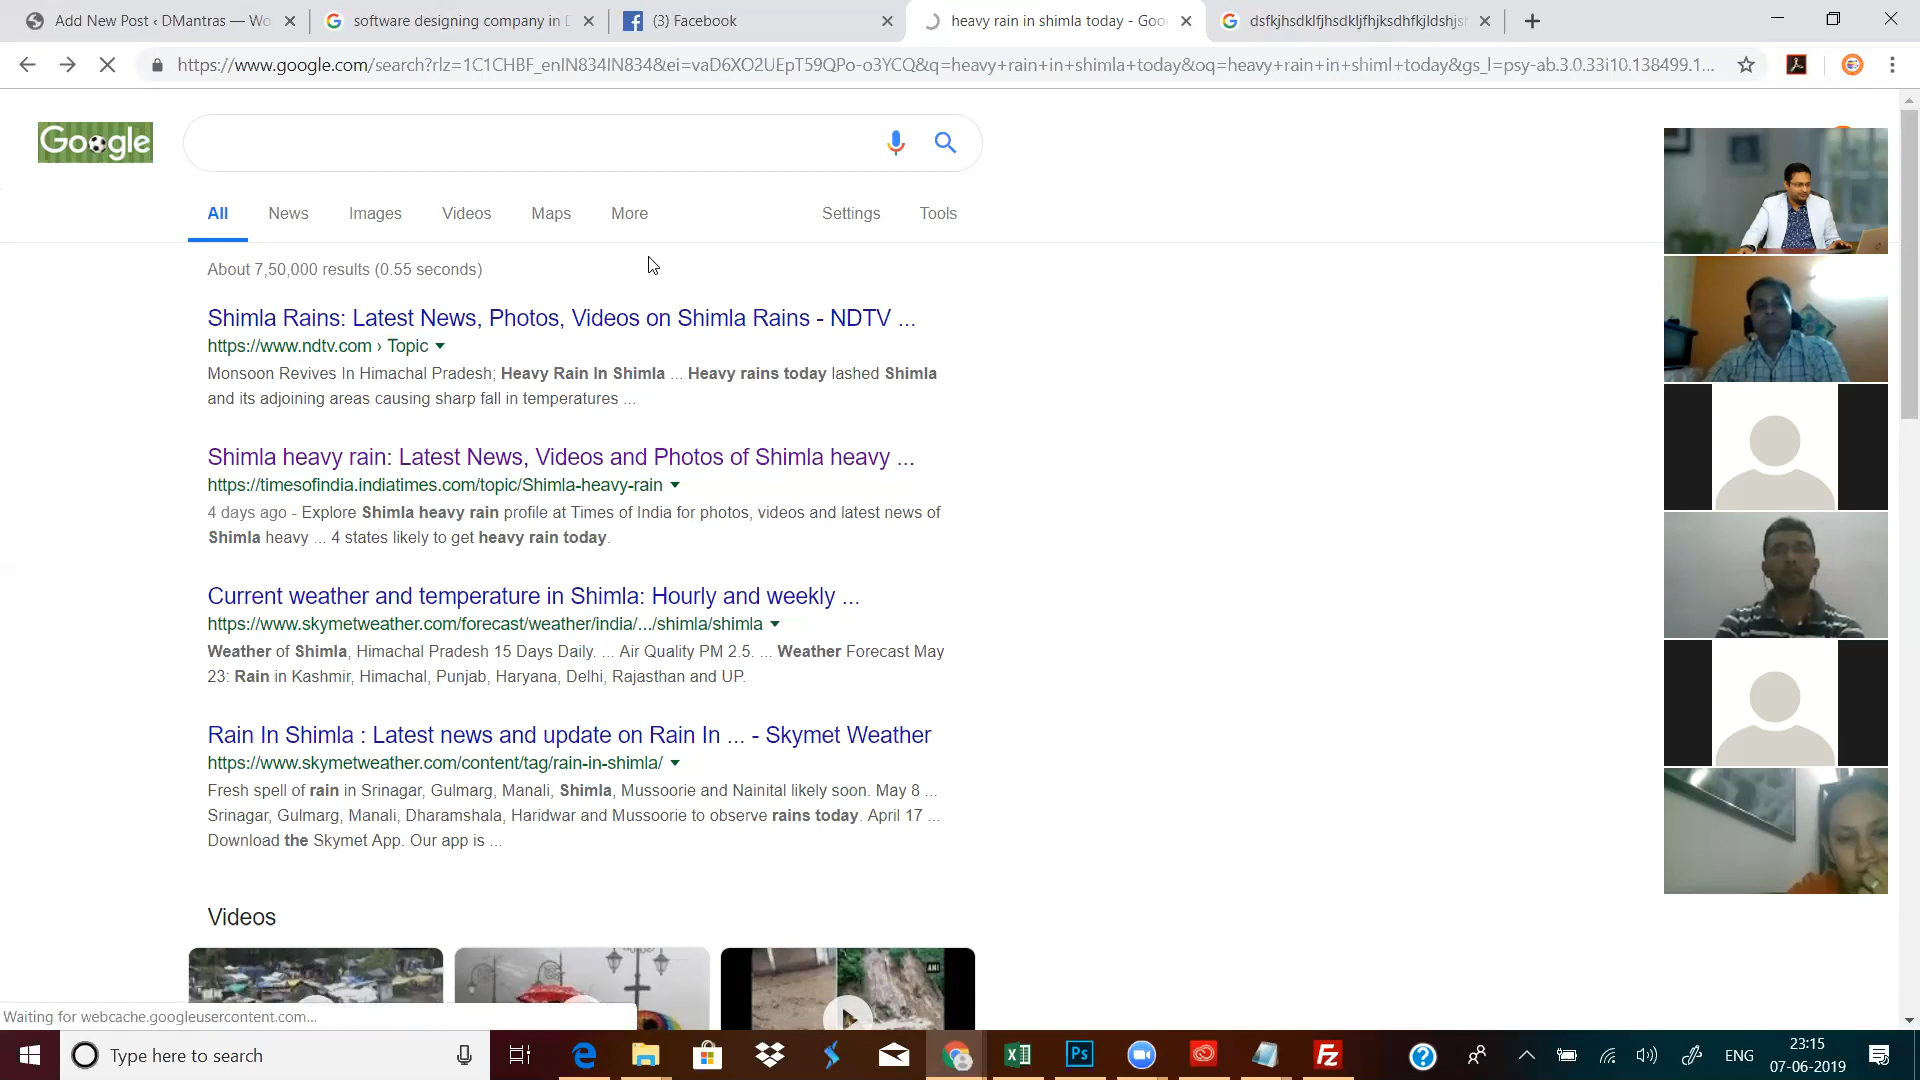 Add New Post ‹ DMantras — Wo
software designing company in D
(3) Facebook
heavy rain in shimla today - Goo
dsfkjhsdklfjhsdkljfhjksdhfkjldshjsh
https://www.google.com/search?rlz=1C1CHBF_enIN834IN834&ei=vaD6XO2UEpT59QPo-o3YCQ&q=heavy+rain+in+shimla+today&oq=heavy+rain+in+shiml+today&gs_l=psy-ab.3.0.33i10.138499.1...
Google
All News Images Videos Maps More Settings Tools
About 7,50,000 results (0.55 seconds)
Shimla Rains: Latest News, Photos, Videos on Shimla Rains - NDTV ...
https://www.ndtv.com › Topic
Monsoon Revives In Himachal Pradesh; Heavy Rain In Shimla ... Heavy rains today lashed Shimla
and its adjoining areas causing sharp fall in temperatures ...
Shimla heavy rain: Latest News, Videos and Photos of Shimla heavy ...
https://timesofindia.indiatimes.com/topic/Shimla-heavy-rain
4 days ago - Explore Shimla heavy rain profile at Times of India for photos, videos and latest news of
Shimla heavy ... 4 states likely to get heavy rain today.
Current weather and temperature in Shimla: Hourly and weekly ...
https://www.skymetweather.com/forecast/weather/india/.../shimla/shimla
Weather of Shimla, Himachal Pradesh 15 Days Daily. ... Air Quality PM 2.5. ... Weather Forecast May
23: Rain in Kashmir, Himachal, Punjab, Haryana, Delhi, Rajasthan and UP.
Rain In Shimla : Latest news and update on Rain In ... - Skymet Weather
https://www.skymetweather.com/content/tag/rain-in-shimla/
Fresh spell of rain in Srinagar, Gulmarg, Manali, Shimla, Mussoorie and Nainital likely soon. May 8 ...
Srinagar, Gulmarg, Manali, Dharamshala, Haridwar and Mussoorie to observe rains today. April 17 ...
Download the Skymet App. Our app is ...
Videos
ANI
Waiting for webcache.googleusercontent.com...
Type here to search
Ps
Fz
ENG
23:15
07-06-2019